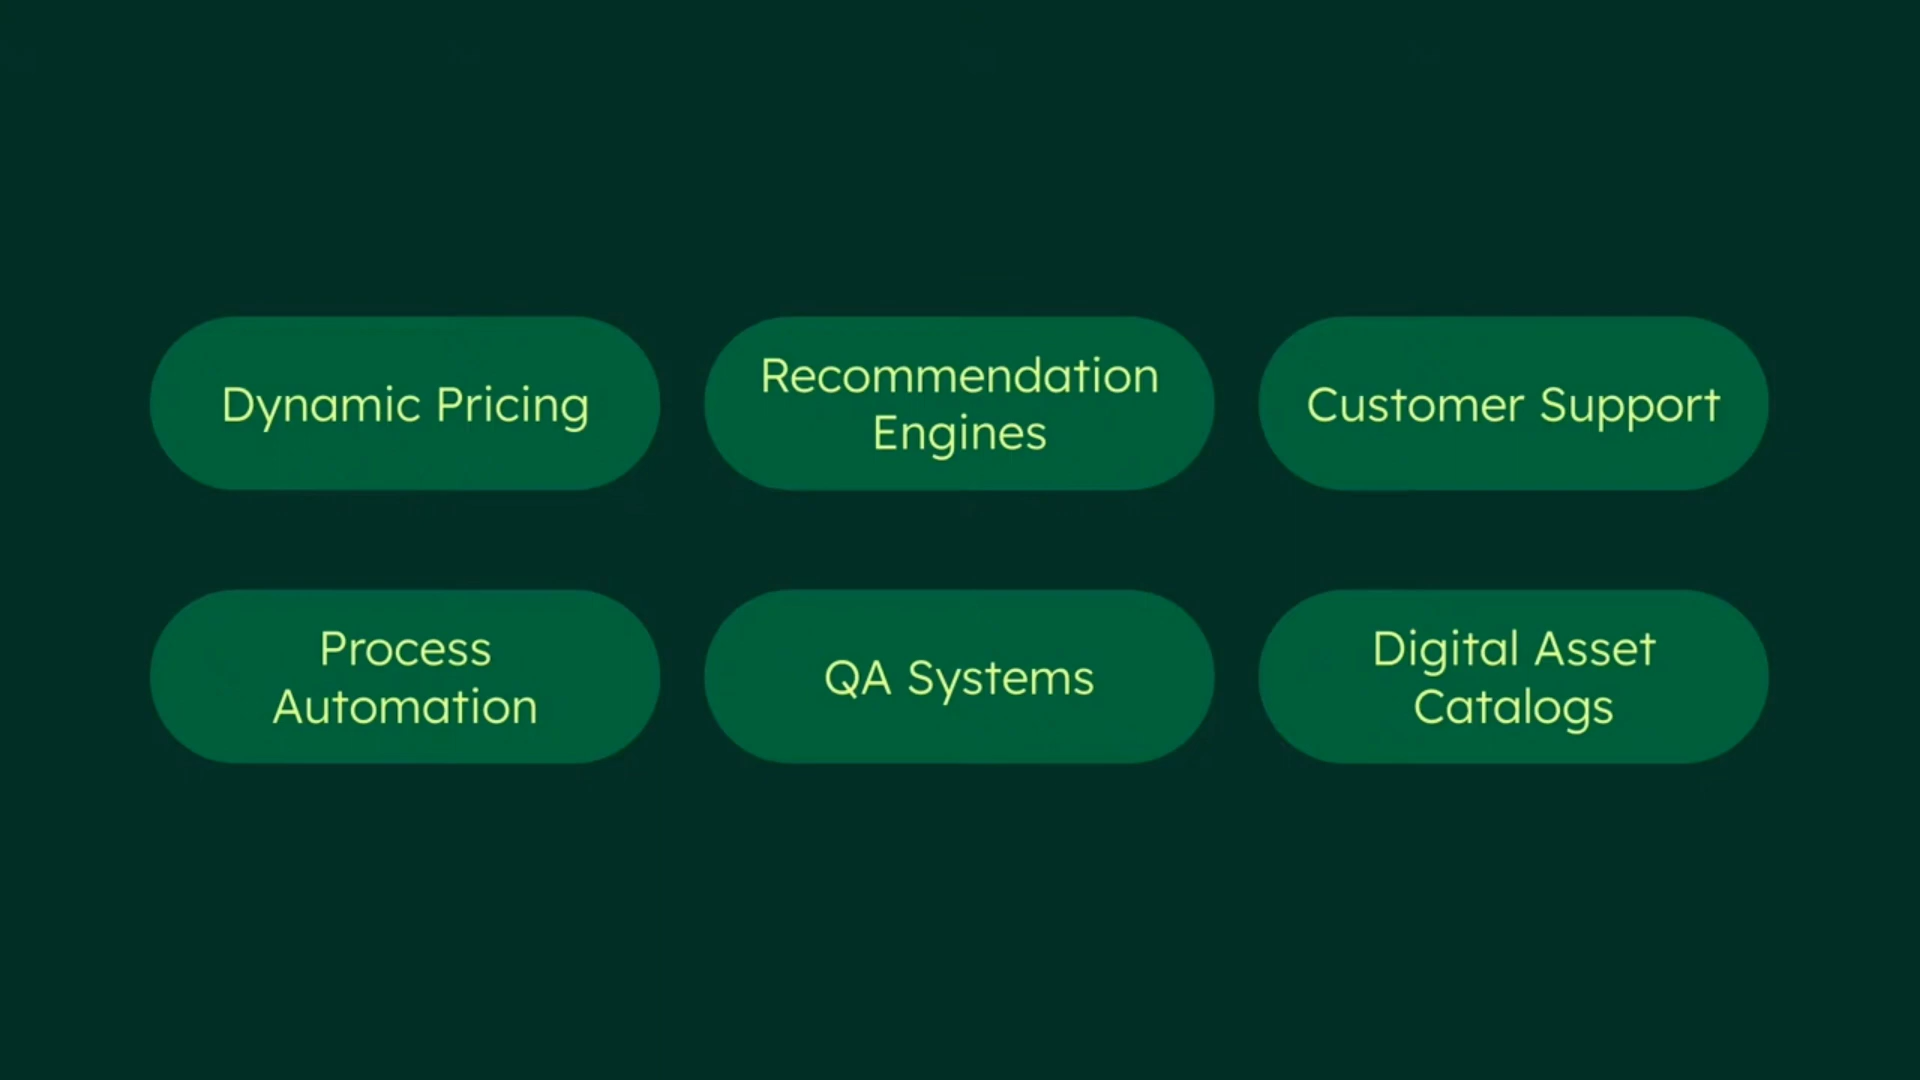 Dynamic Pricing
Recommendation
Engines
Customer Support
Process
Automation
QA Systems
Digital Asset
Catalogs